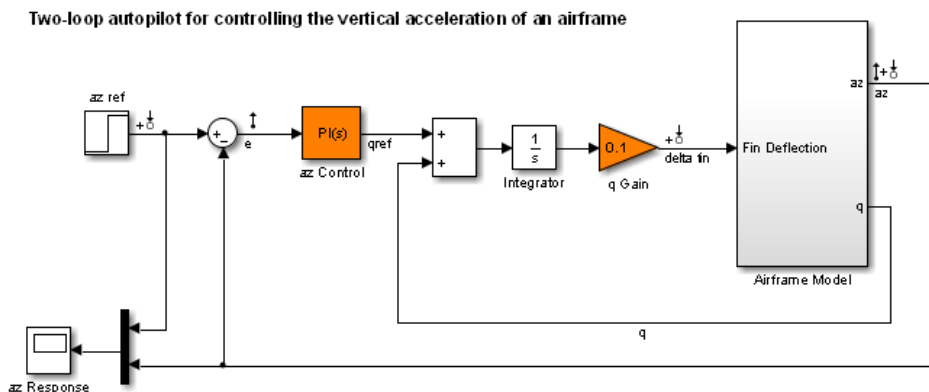 Two-loop autopilot for controlling the vertical acceleration of an airframe
az ref
+
-
e
PI(s)
az Control
qref
+
+
1
s
Integrator
0.1
q Gain
delta fin
Fin Deflection
az
az
q
Airframe Model
q
az Response